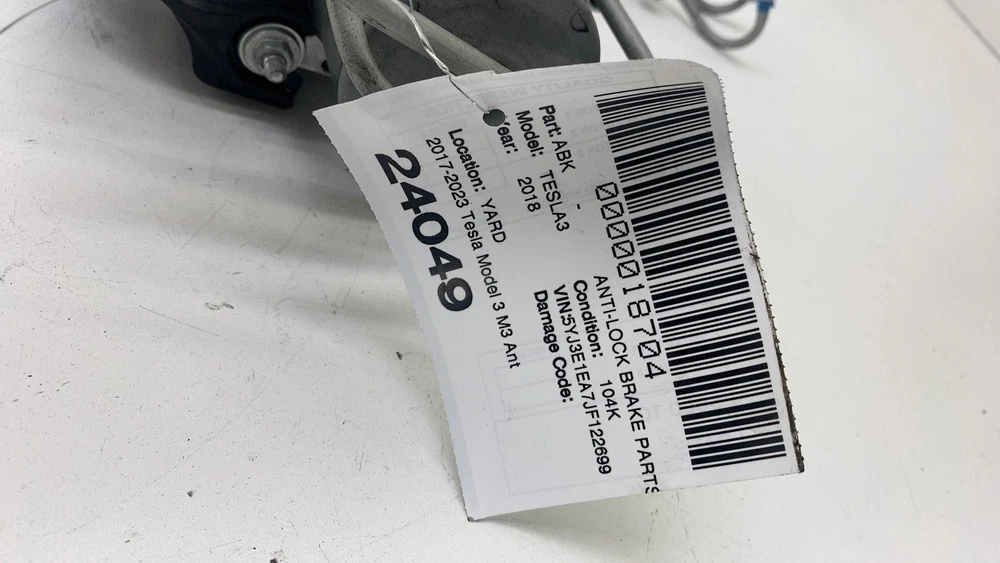 0000018704
ANTI-LOCK BRAKE PARTS
Part: ABK -
Model: TESLA3
Year: 2018
Condition: 104K
VIN:5YJ3E1EA7JF122699
Damage Code:
Location: YARD
2017-2023 Tesla Model 3 M3 Ant
24049